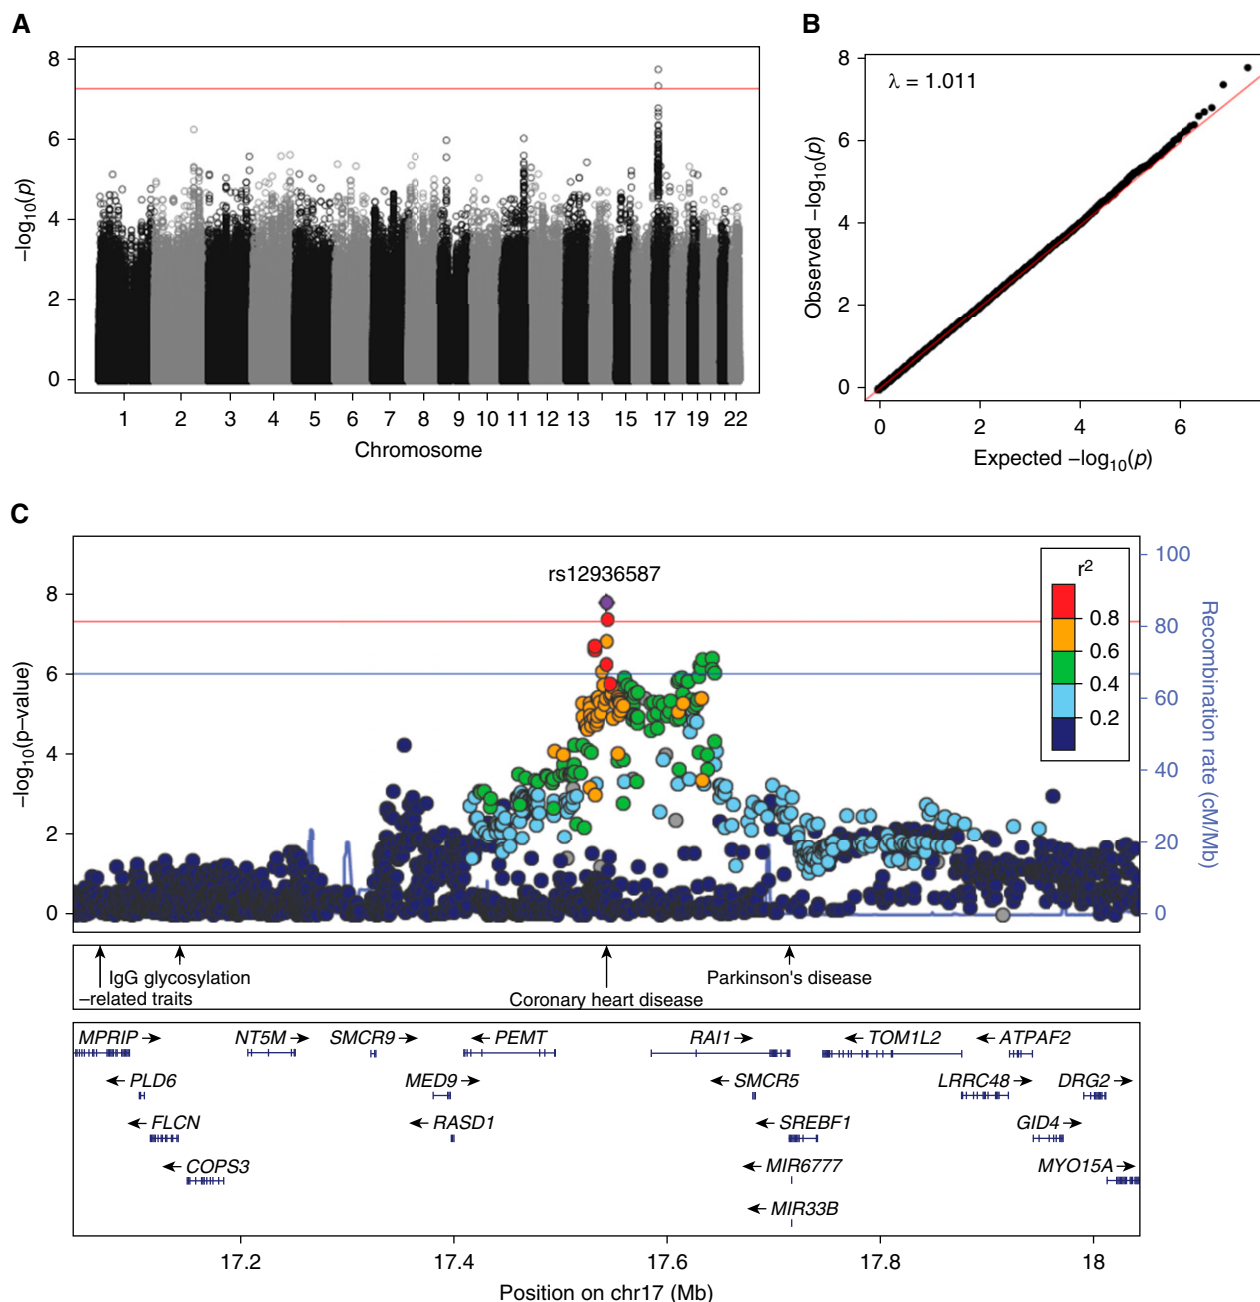 A
8
6
4
2
0
−log10(p)
1 2 3 4 5 6 7 8 9 10 11 12 13 15 17 19 22
Chromosome
B
λ = 1.011
8
6
4
2
0
Observed −log10(p)
0 2 4 6
Expected −log10(p)
C
rs12936587
8
6
4
2
0
−log10(p−value)
r2
0.8
0.6
0.4
0.2
100
80
60
40
20
0
Recombination rate (cM/Mb)
IgG glycosylation
−related traits
Coronary heart disease
Parkinson's disease
MPRIP NT5M SMCR9 PEMT RAI1 TOM1L2 ATPAF2
PLD6 MED9 SMCR5 LRRC48 DRG2
FLCN RASD1 SREBF1 GID4
COPS3 MIR6777 MYO15A
MIR33B
17.2 17.4 17.6 17.8 18
Position on chr17 (Mb)